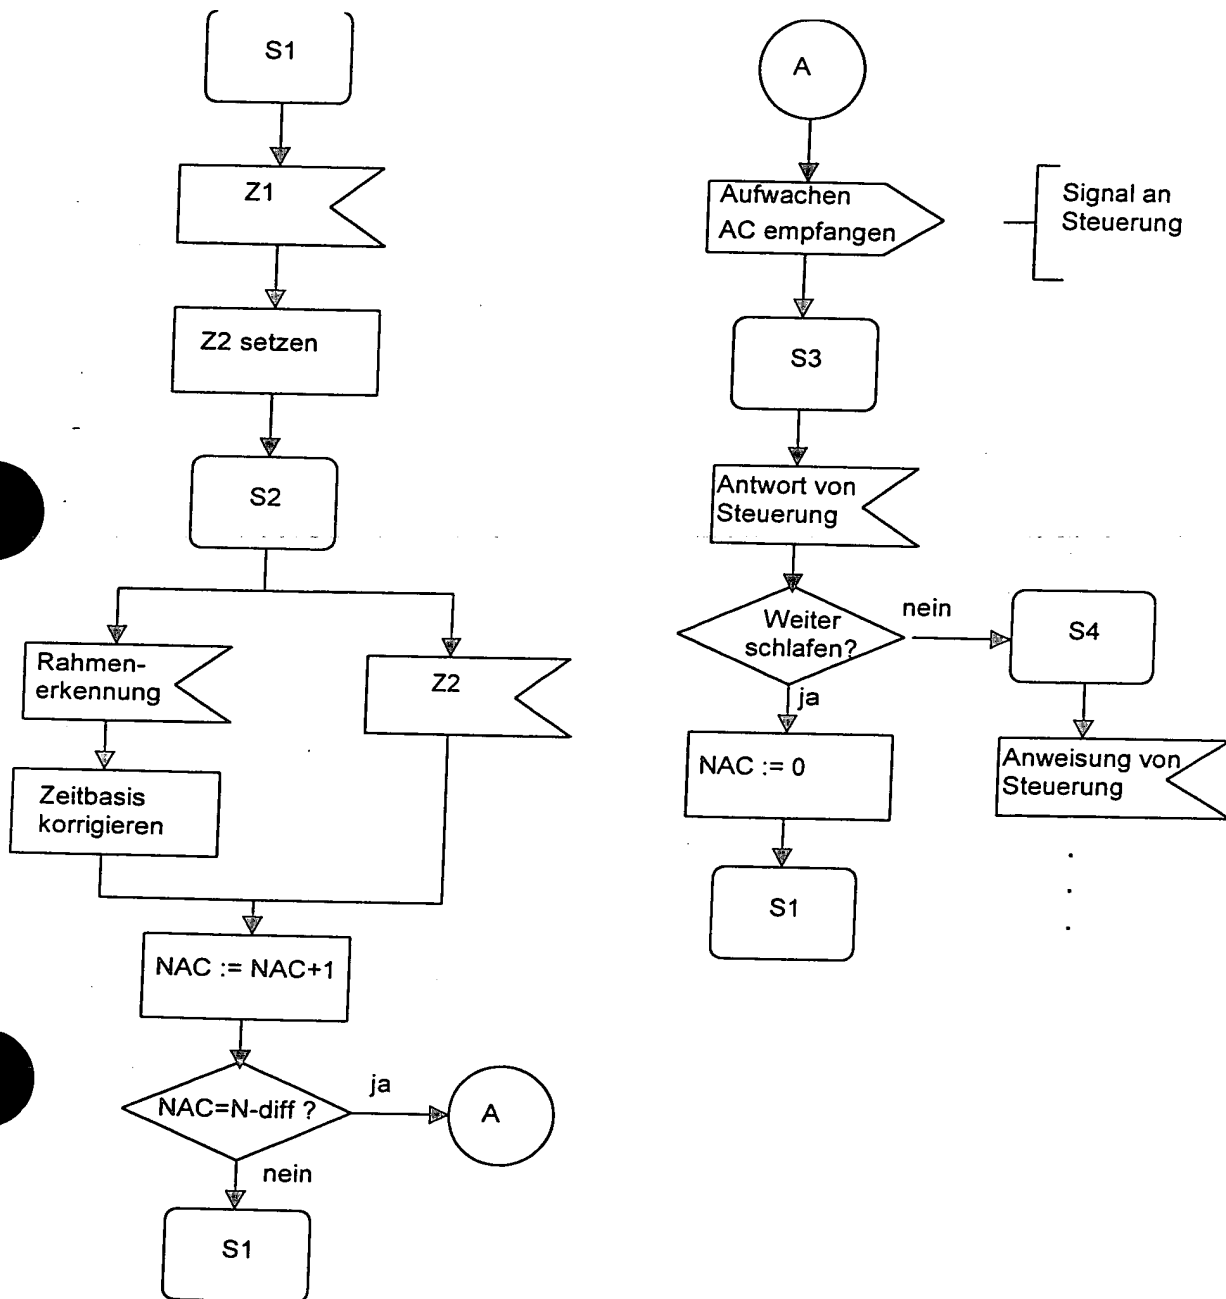 S1
Z1
Z2 setzen
S2
Rahmen-
erkennung
Z2
Zeitbasis
korrigieren
NAC := NAC+1
NAC=N-diff ?
ja
A
nein
S1
A
Aufwachen
AC empfangen
Signal an
Steuerung
S3
Antwort von
Steuerung
Weiter
schlafen?
nein
S4
ja
NAC := 0
Anweisung von
Steuerung
S1